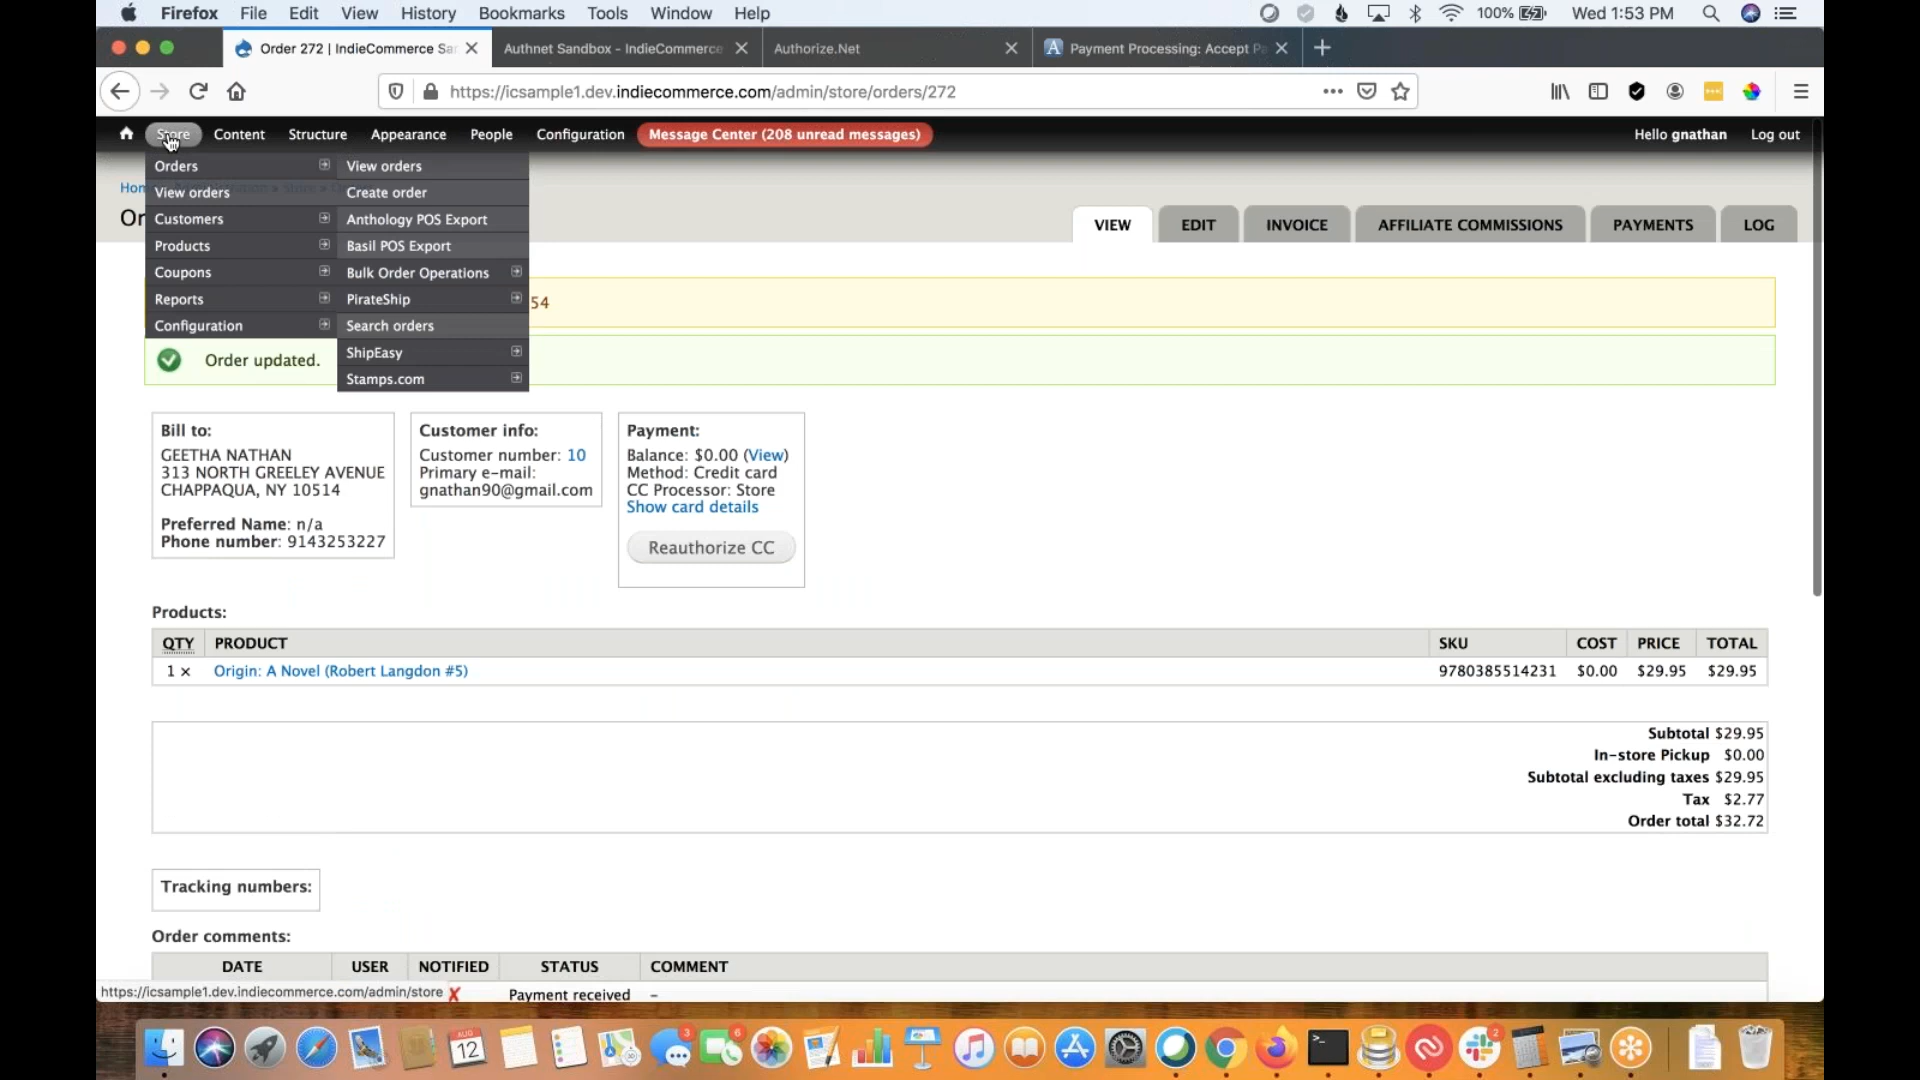 Firefox File Edit View History Bookmarks Tools Window Help 100% Wed 1:53 PM
Order 272 | IndieCommerce Sa Authnet Sandbox - IndieCommerce Authorize.Net Payment Processing: Accept
https://icsample1.dev.indiecommerce.com/admin/store/orders/272
Store Content Structure Appearance People Configuration Message Center (208 unread messages) Hello gnathan Log out
Orders View orders
View orders Create order
Customers Anthology POS Export
Products Basil POS Export
Coupons Bulk Order Operations
Reports PirateShip
Configuration Search orders
ShipEasy
Stamps.com
VIEW EDIT INVOICE AFFILIATE COMMISSIONS PAYMENTS LOG
54
Order updated.
Bill to:
GEETHA NATHAN
313 NORTH GREELEY AVENUE
CHAPPAQUA, NY 10514
Preferred Name: n/a
Phone number: 9143253227
Customer info:
Customer number: 10
Primary e-mail:
gnathan90@gmail.com
Payment:
Balance: $0.00 (View)
Method: Credit card
CC Processor: Store
Show card details
Reauthorize CC
Products:
QTY PRODUCT SKU COST PRICE TOTAL
1 × Origin: A Novel (Robert Langdon #5) 9780385514231 $0.00 $29.95 $29.95
Subtotal $29.95
In-store Pickup $0.00
Subtotal excluding taxes $29.95
Tax $2.77
Order total $32.72
Tracking numbers:
Order comments:
DATE USER NOTIFIED STATUS COMMENT
https://icsample1.dev.indiecommerce.com/admin/store Payment received –
AUG
12
3
6
2